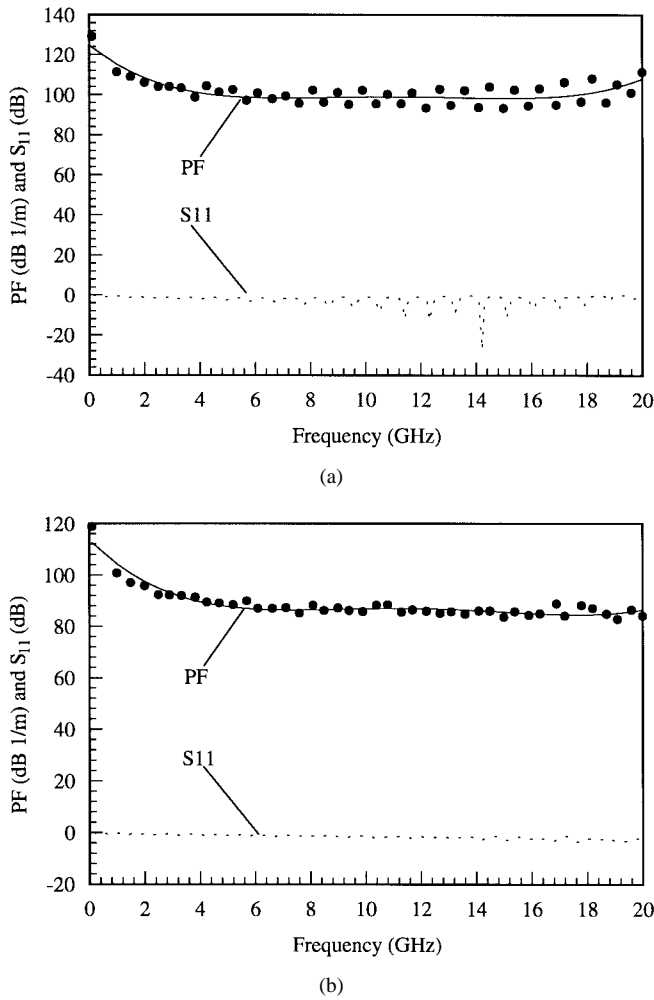 140
120
100
80
60
40
20
0
-20
-40
PF (dB 1/m) and S11 (dB)
PF
S11
0 2 4 6 8 10 12 14 16 18 20
Frequency (GHz)
(a)
120
100
80
60
40
20
0
-20
PF (dB 1/m) and S11 (dB)
PF
S11
0 2 4 6 8 10 12 14 16 18 20
Frequency (GHz)
(b)